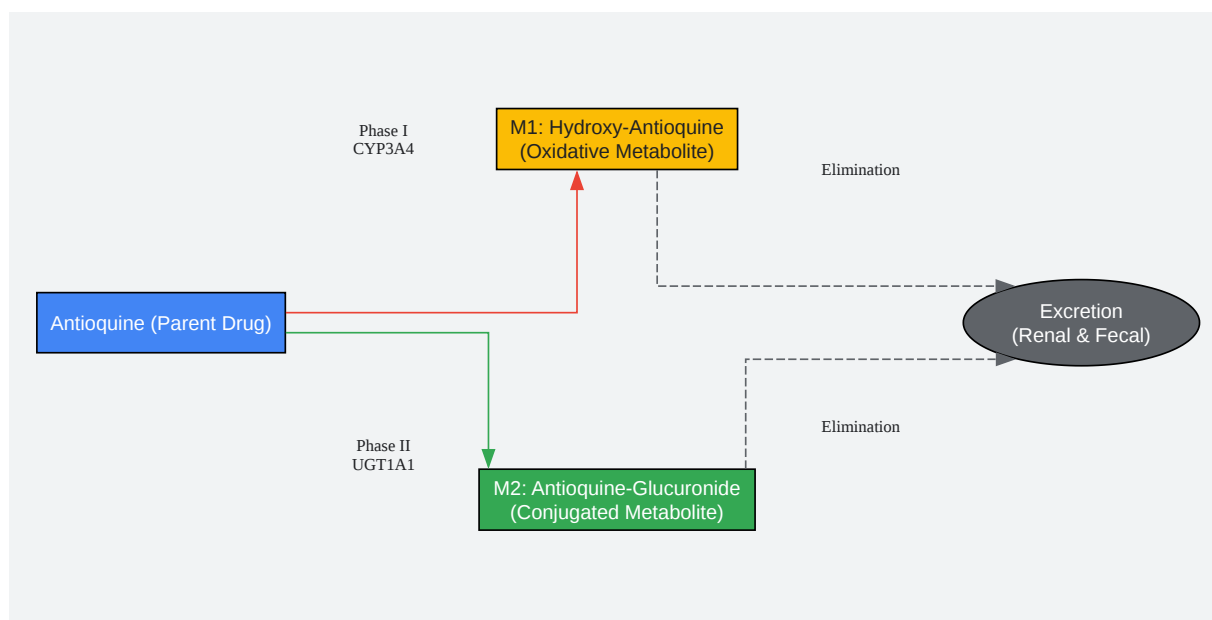 Phase I
CYP3A4
M1: Hydroxy-Antioquine
(Oxidative Metabolite)
Elimination
Antioquine (Parent Drug)
Excretion
(Renal & Fecal)
Phase II
UGT1A1
Elimination
M2: Antioquine-Glucuronide
(Conjugated Metabolite)